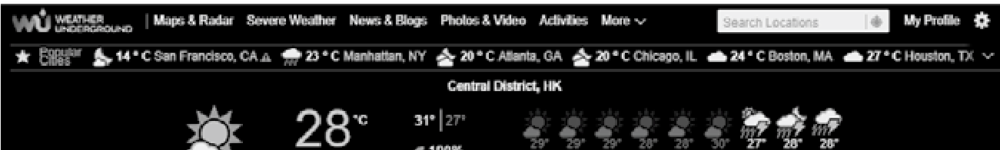 WEATHER
UNDERGROUND
Maps & Radar Severe Weather News & Blogs Photos & Video Activities More Search Locations My Profile
Popular Cities 14 ° C San Francisco, CA 23 ° C Manhattan, NY 20 ° C Atlanta, GA 20 ° C Chicago, IL 24 ° C Boston, MA 27 ° C Houston, TX
Central District, HK
28 °C 31° | 27°
29° 29° 29° 28° 28° 30° 27° 28° 28°
100%